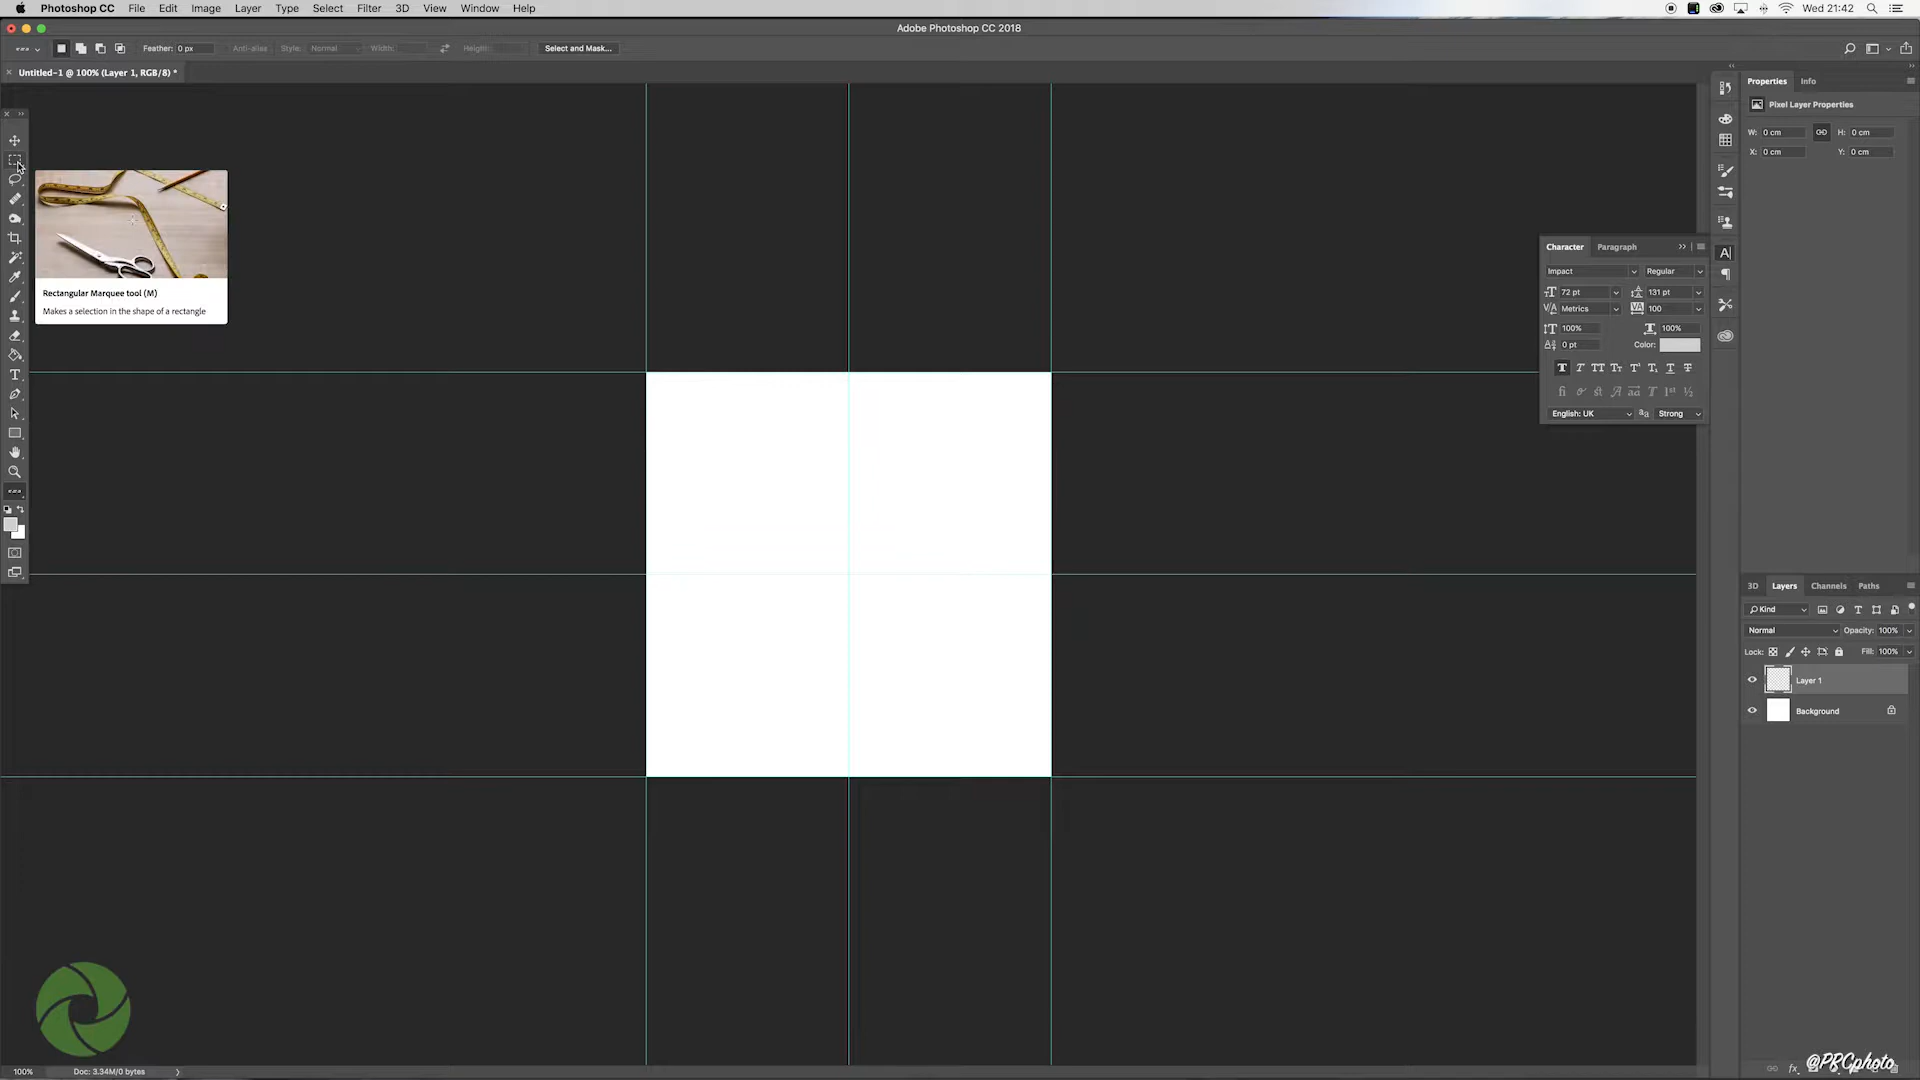 Photoshop CC File Edit Image Layer Type Select Filter 3D View Window Help Wed 21:42
Adobe Photoshop CC 2018
Feather: 0 px Anti-alias Style: Normal Width: Height: Select and Mask...
Untitled-1 @ 100% (Layer 1, RGB/8) *
Properties Info
Pixel Layer Properties
W: 0 cm H: 0 cm
X: 0 cm Y: 0 cm
Rectangular Marquee tool (M)
Makes a selection in the shape of a rectangle
Character Paragraph
Impact Regular
72 pt 131 pt
Metrics 100
100% 100%
0 pt Color:
English: UK Strong
3D Layers Channels Paths
Kind
Normal Opacity: 100%
Lock: Fill: 100%
Layer 1
Background
@PRCphoto
100% Doc: 3.34M/0 bytes